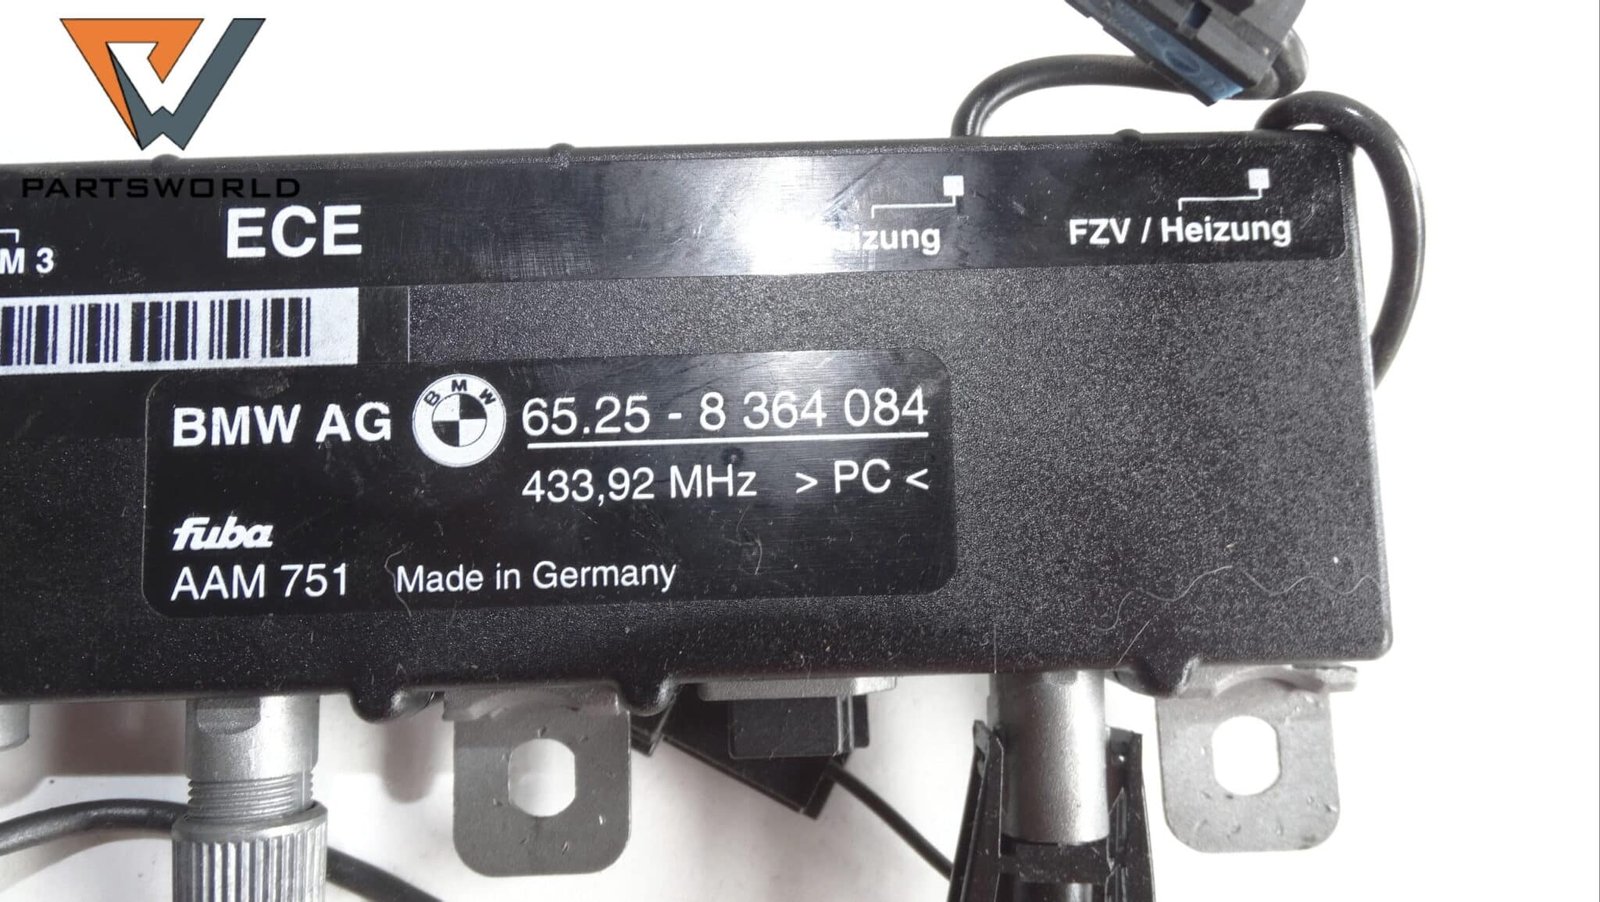 PARTSWORLD
ECE
M 3
FZV / Heizung
BMW AG
BMW
65.25 - 8 364 084
433,92 MHz > PC <
fuba
AAM 751 Made in Germany